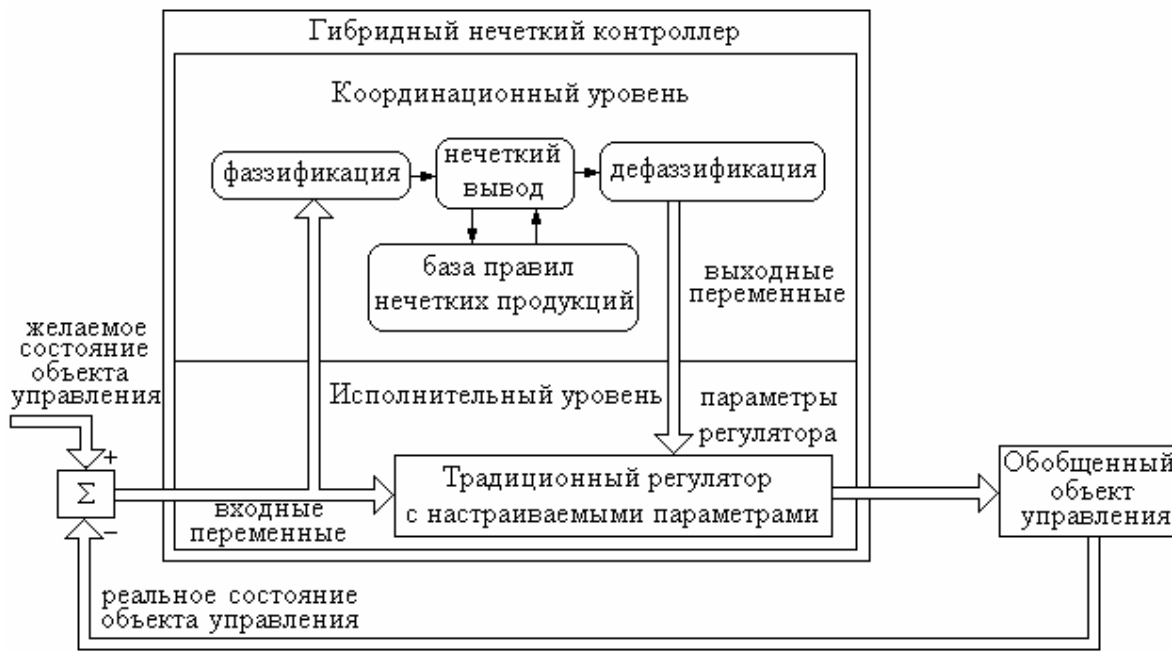 Гибридный нечеткий контроллер
Координационный уровень
фаззификация
нечеткий
вывод
дефаззификация
база правил
нечетких продукций
выходные
переменные
желаемое
состояние
объекта
управления
Исполнительный уровень
параметры
регулятора
+
Σ
−
входные
переменные
Традиционный регулятор
с настраиваемыми параметрами
Обобщенный
объект
управления
реальное состояние
объекта управления